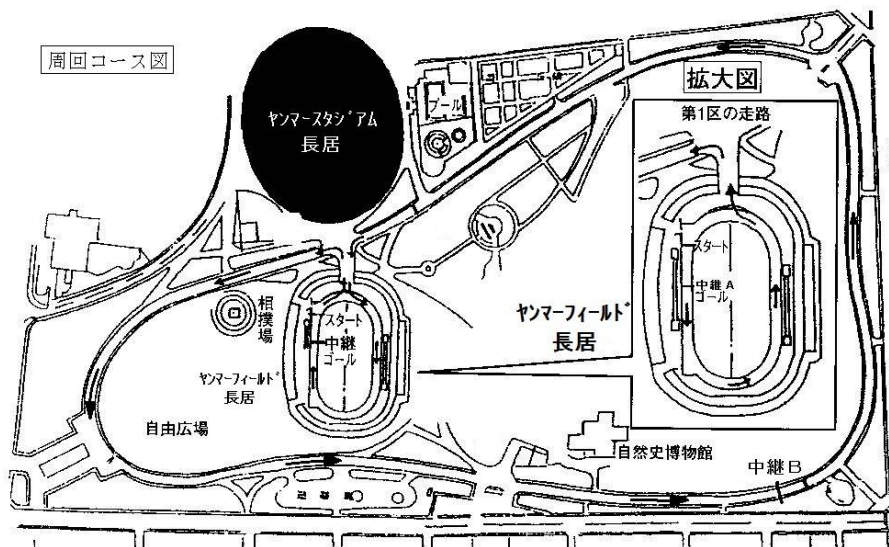 周回コース図
ヤンマースタジアム
長居
プール
拡大図
第1区の走路
スタート
中継A
ゴール
ヤンマーフィールド
長居
相撲場
スタート
中継
ゴール
ヤンマーフィールド
長居
自由広場
自然史博物館
中継B